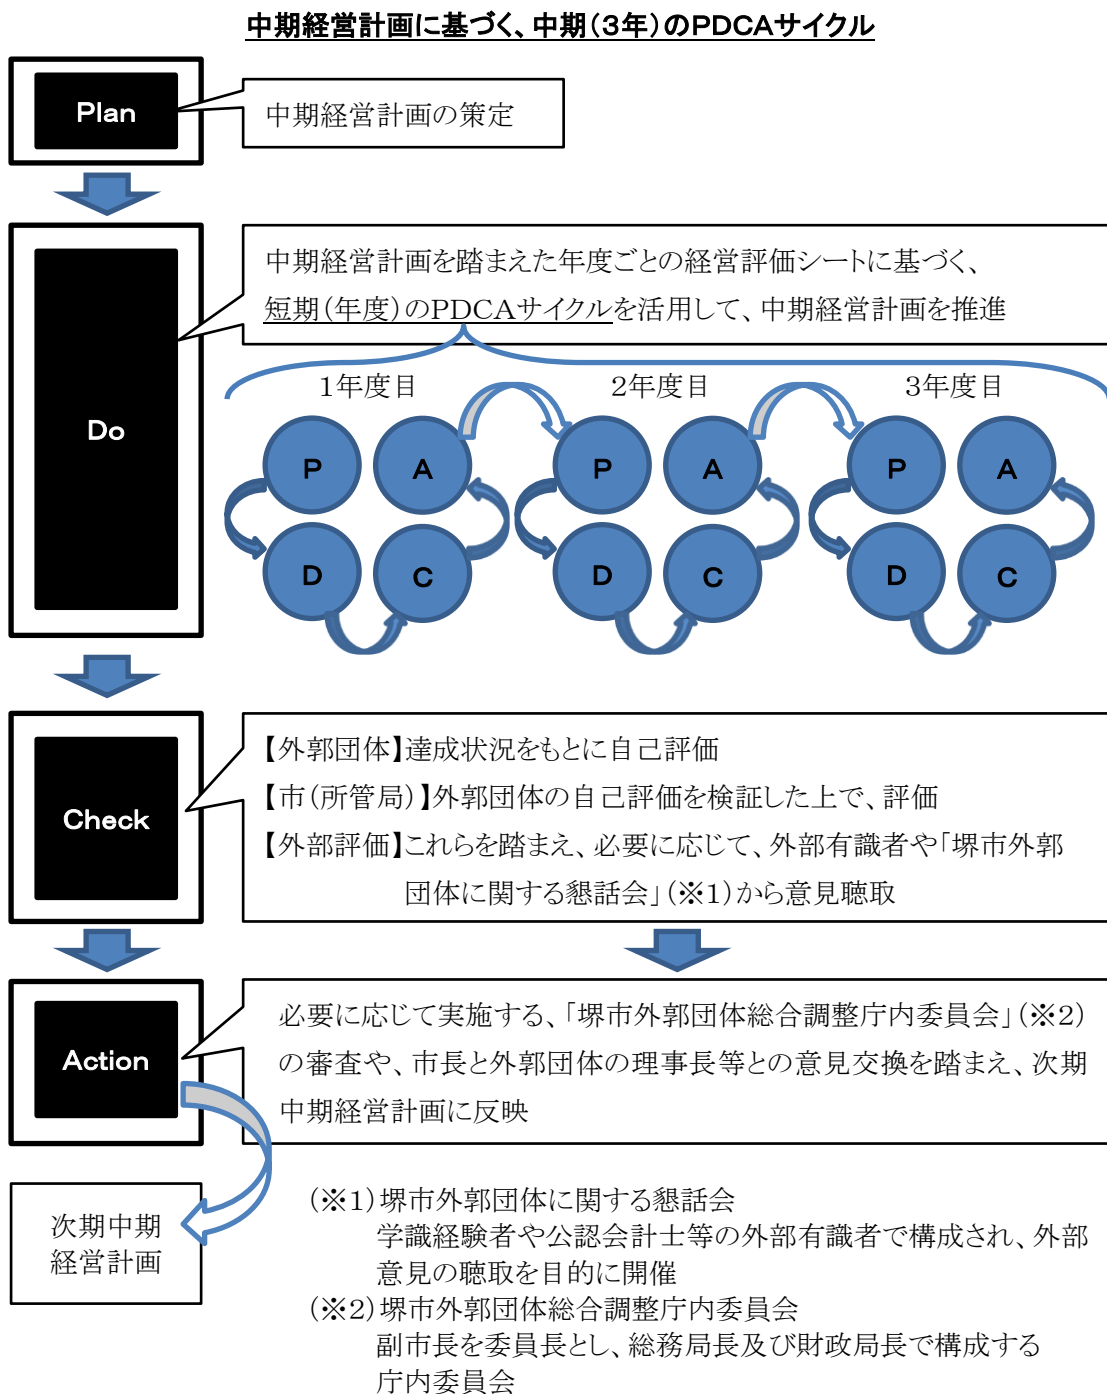 中期経営計画に基づく、中期(3年)のPDCAサイクル
Plan
中期経営計画の策定
Do
中期経営計画を踏まえた年度ごとの経営評価シートに基づく、
短期(年度)のPDCAサイクルを活用して、中期経営計画を推進
1年度目
2年度目
3年度目
P
A
P
A
P
A
D
C
D
C
D
C
Check
【外郭団体】達成状況をもとに自己評価
【市(所管局)】外郭団体の自己評価を検証した上で、評価
【外部評価】これらを踏まえ、必要に応じて、外部有識者や「堺市外郭
団体に関する懇話会」(※1)から意見聴取
Action
必要に応じて実施する、「堺市外郭団体総合調整庁内委員会」(※2)
の審査や、市長と外郭団体の理事長等との意見交換を踏まえ、次期
中期経営計画に反映
次期中期
経営計画
(※1)堺市外郭団体に関する懇話会
学識経験者や公認会計士等の外部有識者で構成され、外部
意見の聴取を目的に開催
(※2)堺市外郭団体総合調整庁内委員会
副市長を委員長とし、総務局長及び財政局長で構成する
庁内委員会